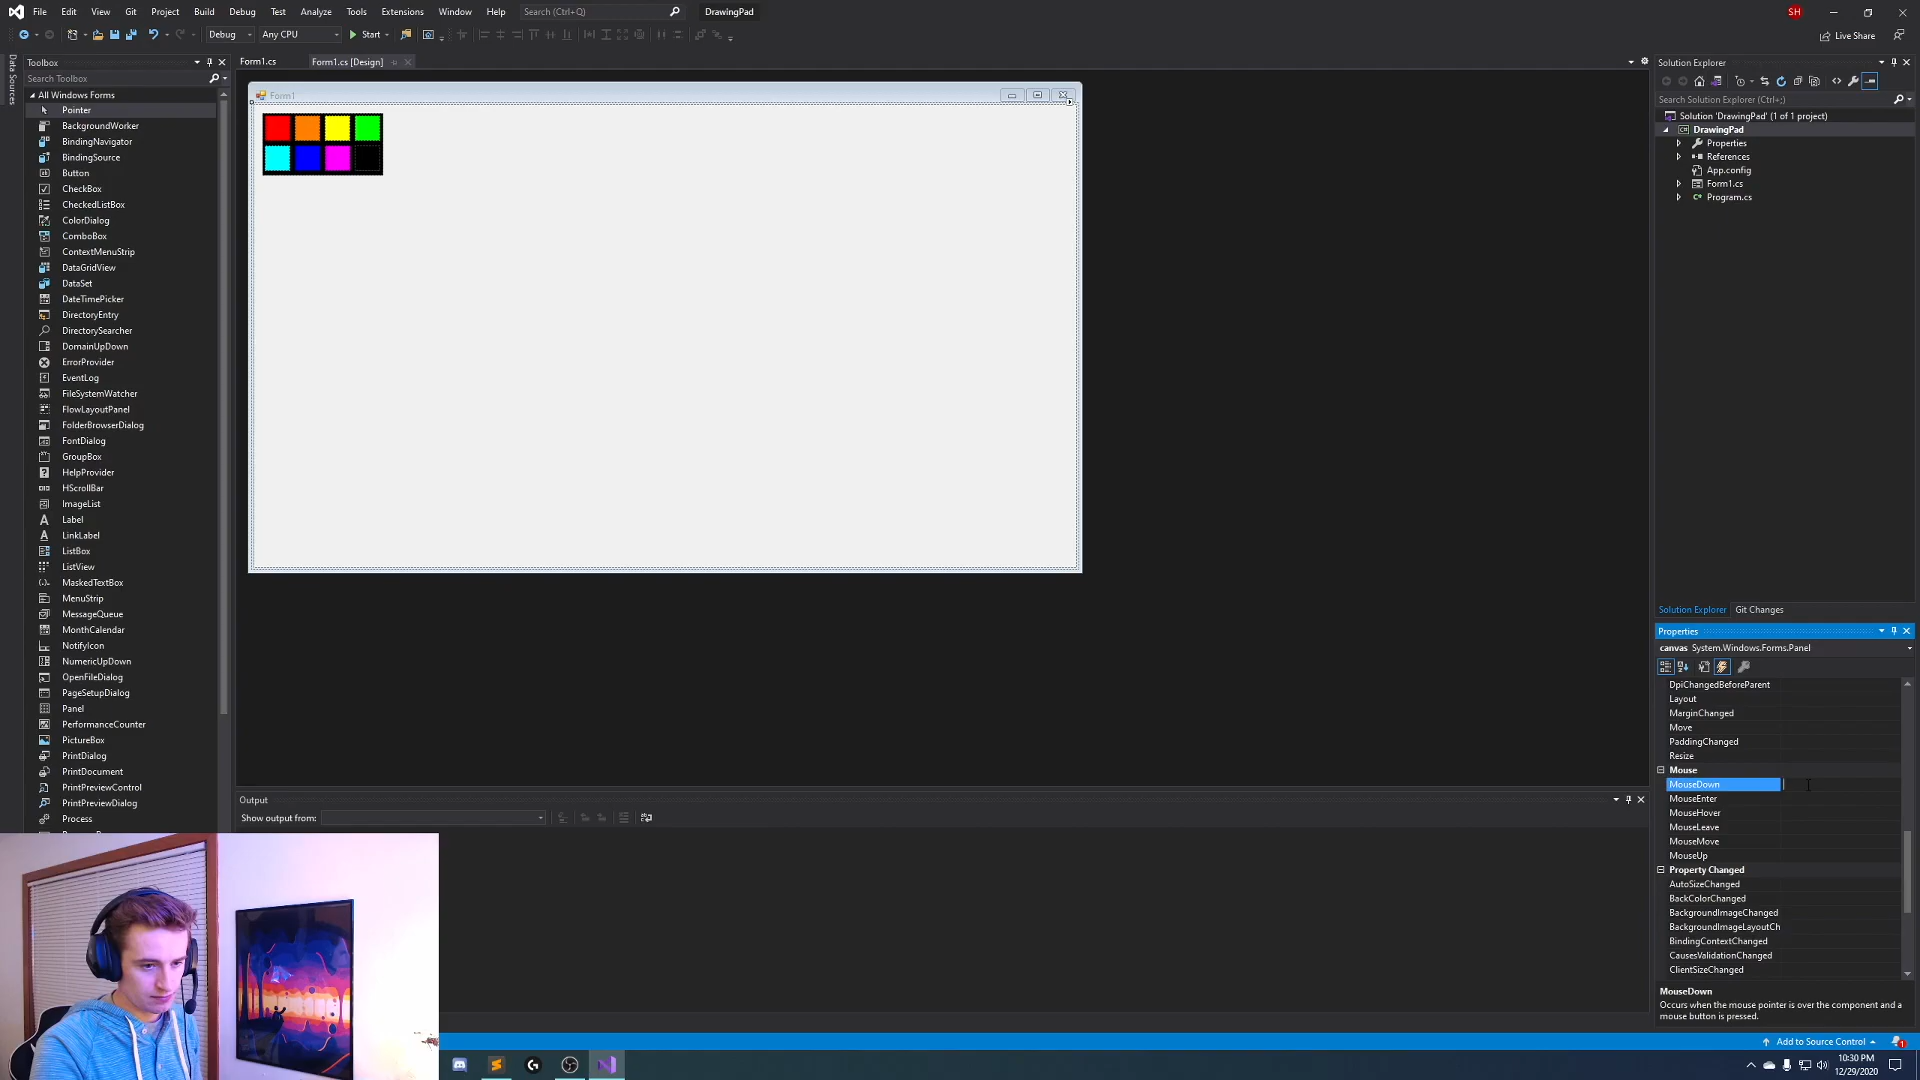 File Edit View Git Project Build Debug Test Analyze Tools Extensions Window Help Search (Ctrl+Q) DrawingPad SH
Debug Any CPU Start Live Share
Data Sources
Toolbox
Search Toolbox
All Windows Forms
Pointer
BackgroundWorker
BindingNavigator
BindingSource
Button
CheckBox
CheckedListBox
ColorDialog
ComboBox
ContextMenuStrip
DataGridView
DataSet
DateTimePicker
DirectoryEntry
DirectorySearcher
DomainUpDown
ErrorProvider
EventLog
FileSystemWatcher
FlowLayoutPanel
FolderBrowserDialog
FontDialog
GroupBox
HelpProvider
HScrollBar
ImageList
Label
LinkLabel
ListBox
ListView
MaskedTextBox
MenuStrip
MessageQueue
MonthCalendar
NotifyIcon
NumericUpDown
OpenFileDialog
PageSetupDialog
Panel
PerformanceCounter
PictureBox
PrintDialog
PrintDocument
PrintPreviewControl
PrintPreviewDialog
Process
Form1.cs Form1.cs [Design]
Form1
Output
Show output from:
Solution Explorer
Search Solution Explorer (Ctrl+;)
Solution 'DrawingPad' (1 of 1 project)
DrawingPad
Properties
References
App.config
Form1.cs
Program.cs
Solution Explorer Git Changes
Properties
canvas System.Windows.Forms.Panel
DpiChangedBeforeParent
Layout
MarginChanged
Move
PaddingChanged
Resize
Mouse
MouseDown
MouseEnter
MouseHover
MouseLeave
MouseMove
MouseUp
Property Changed
AutoSizeChanged
BackColorChanged
BackgroundImageChanged
BackgroundImageLayoutCh
BindingContextChanged
CausesValidationChanged
ClientSizeChanged
MouseDown
Occurs when the mouse pointer is over the component and a
mouse button is pressed.
Add to Source Control 1
10:30 PM
12/29/2020